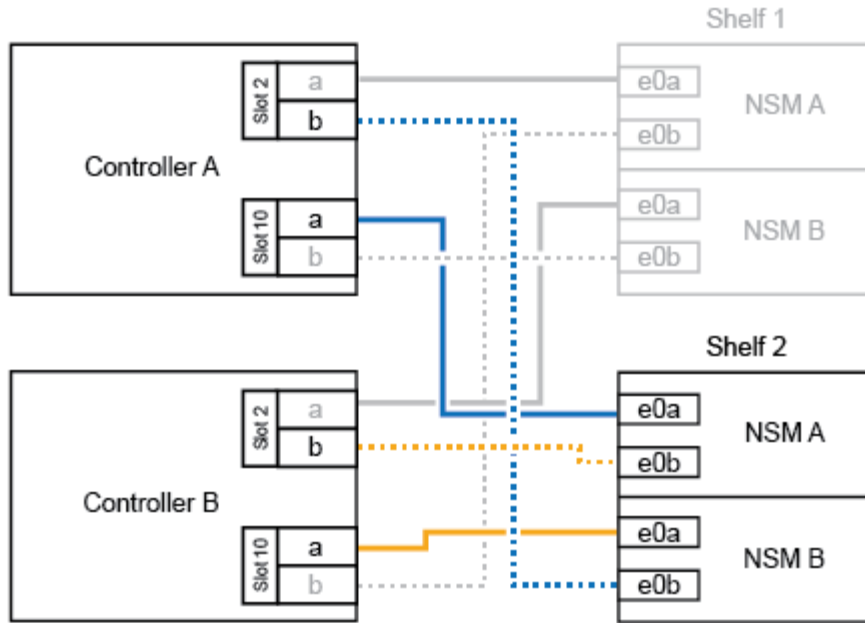 Shelf 1
Controller A
Slot 2
a
b
Slot 10
a
b
e0a
e0b
NSM A
e0a
e0b
NSM B
Controller B
Slot 2
a
b
Slot 10
a
b
Shelf 2
e0a
e0b
NSM A
e0a
e0b
NSM B